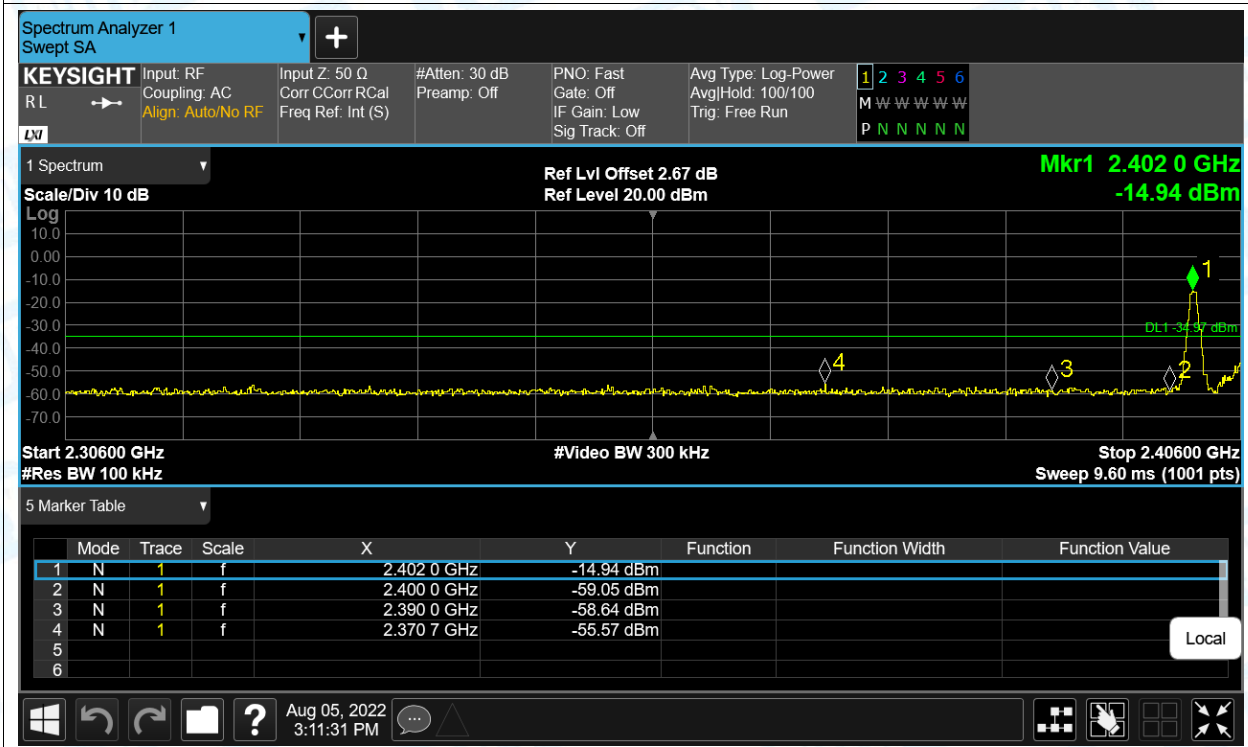 Spectrum Analyzer 1
Swept SA
KEYSIGHT
R L
LXI
Input: RF
Coupling: AC
Align: Auto/No RF
Input Z: 50 Ω
Corr CCorr RCal
Freq Ref: Int (S)
#Atten: 30 dB
Preamp: Off
PNO: Fast
Gate: Off
IF Gain: Low
Sig Track: Off
Avg Type: Log-Power
Avg|Hold: 100/100
Trig: Free Run
1 2 3 4 5 6
M W W W W W
P N N N N N
1 Spectrum
Scale/Div 10 dB
Ref Lvl Offset 2.67 dB
Ref Level 20.00 dBm
Mkr1 2.402 0 GHz
-14.94 dBm
Log
10.0
0.00
-10.0
-20.0
-30.0
-40.0
-50.0
-60.0
-70.0
1
DL1 -34.97 dBm
4
3
2
Start 2.30600 GHz
#Video BW 300 kHz
Stop 2.40600 GHz
#Res BW 100 kHz
Sweep 9.60 ms (1001 pts)
5 Marker Table
Mode Trace Scale X Y Function Function Width Function Value
1 N 1 f 2.402 0 GHz -14.94 dBm
2 N 1 f 2.400 0 GHz -59.05 dBm
3 N 1 f 2.390 0 GHz -58.64 dBm
4 N 1 f 2.370 7 GHz -55.57 dBm
5
6
Local
?
Aug 05, 2022
3:11:31 PM